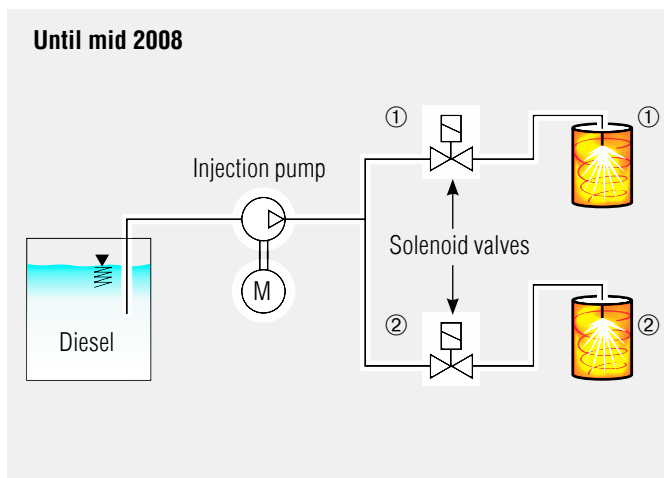 Until mid 2008
① ①
Injection pump
Solenoid valves
M
Diesel
② ②